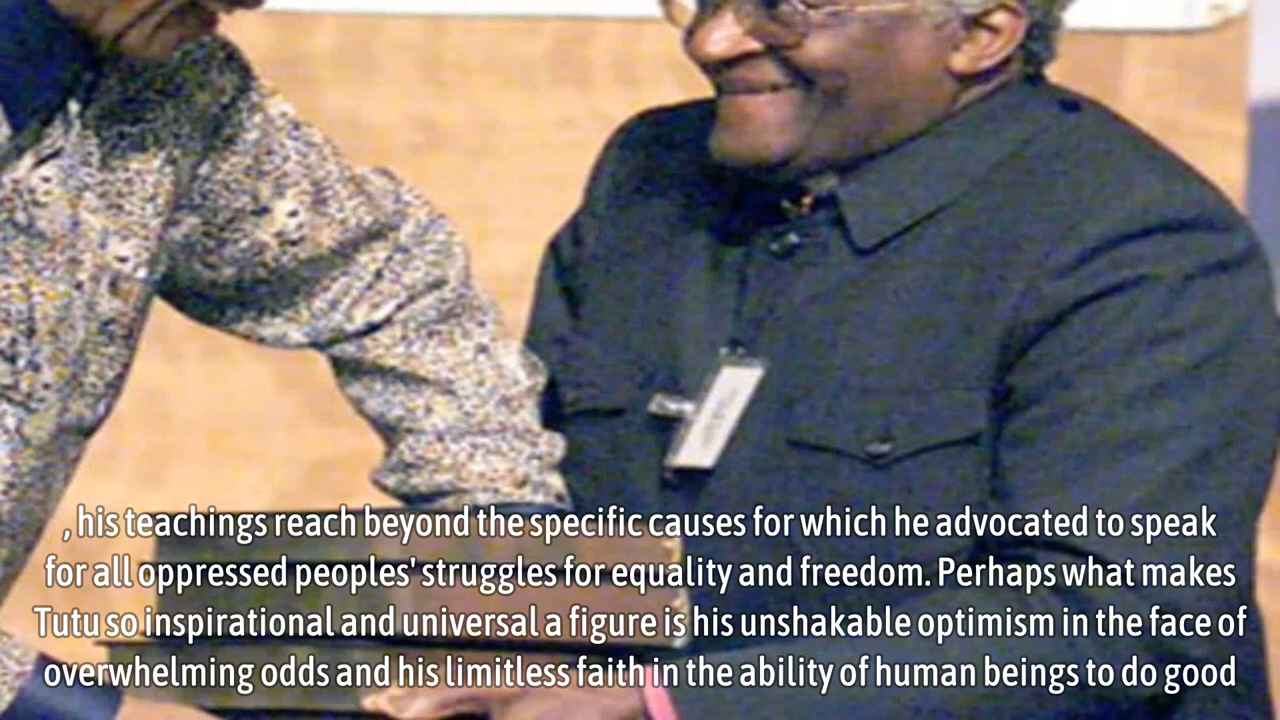 , his teachings reach beyond the specific causes for which he advocated to speak
for all oppressed peoples' struggles for equality and freedom. Perhaps what makes
Tutu so inspirational and universal a figure is his unshakable optimism in the face of
overwhelming odds and his limitless faith in the ability of human beings to do good